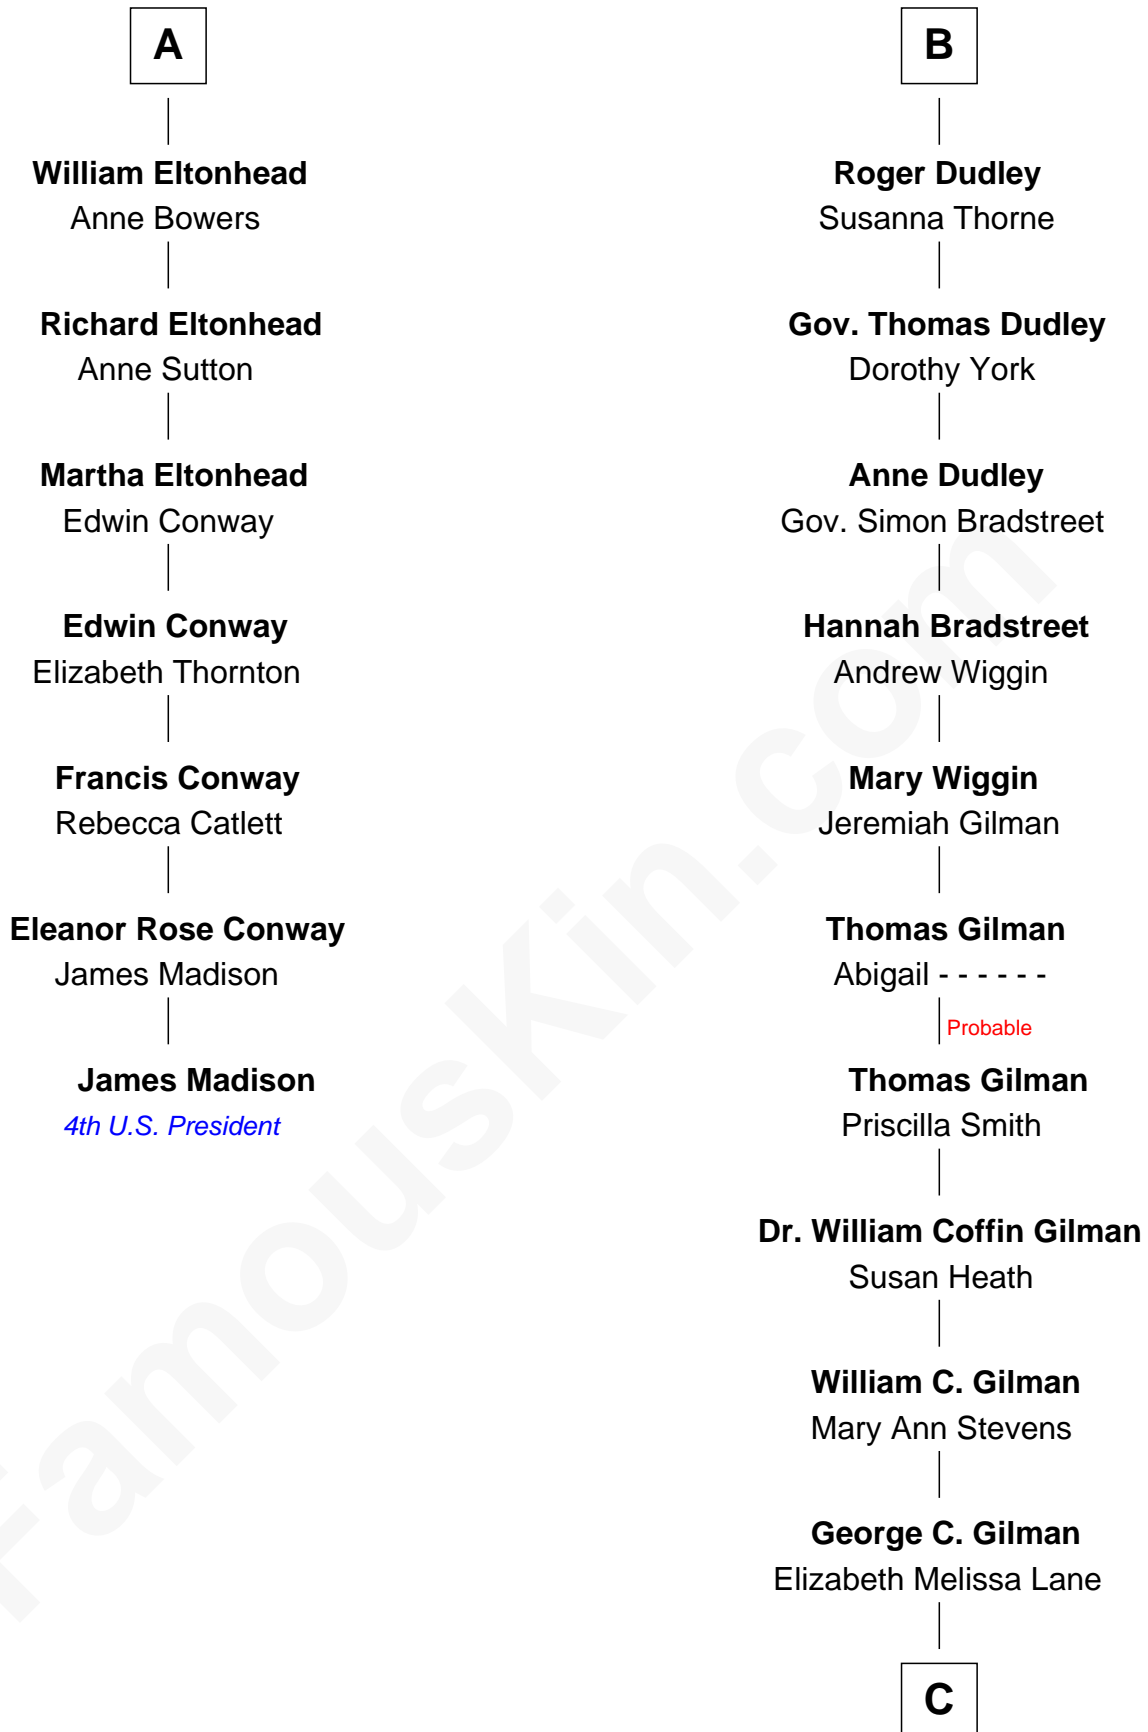 A
William Eltonhead
Anne Bowers
Richard Eltonhead
Anne Sutton
Martha Eltonhead
Edwin Conway
Edwin Conway
Elizabeth Thornton
Francis Conway
Rebecca Catlett
Eleanor Rose Conway
James Madison
James Madison
4th U.S. President
B
Roger Dudley
Susanna Thorne
Gov. Thomas Dudley
Dorothy York
Anne Dudley
Gov. Simon Bradstreet
Hannah Bradstreet
Andrew Wiggin
Mary Wiggin
Jeremiah Gilman
Thomas Gilman
Abigail - - - - - -
Probable
Thomas Gilman
Priscilla Smith
Dr. William Coffin Gilman
Susan Heath
William C. Gilman
Mary Ann Stevens
George C. Gilman
Elizabeth Melissa Lane
C
FamousKin.com